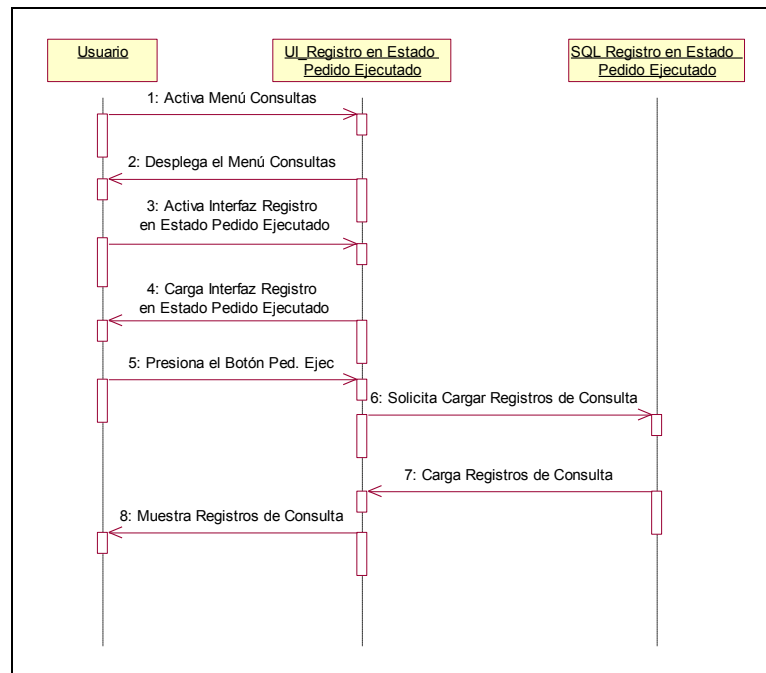 Usuario
UI_Registro en Estado
Pedido Ejecutado
SQL Registro en Estado
Pedido Ejecutado
1: Activa Menú Consultas
2: Desplega el Menú Consultas
3: Activa Interfaz Registro
en Estado Pedido Ejecutado
4: Carga Interfaz Registro
en Estado Pedido Ejecutado
5: Presiona el Botón Ped. Ejec
6: Solicita Cargar Registros de Consulta
7: Carga Registros de Consulta
8: Muestra Registros de Consulta